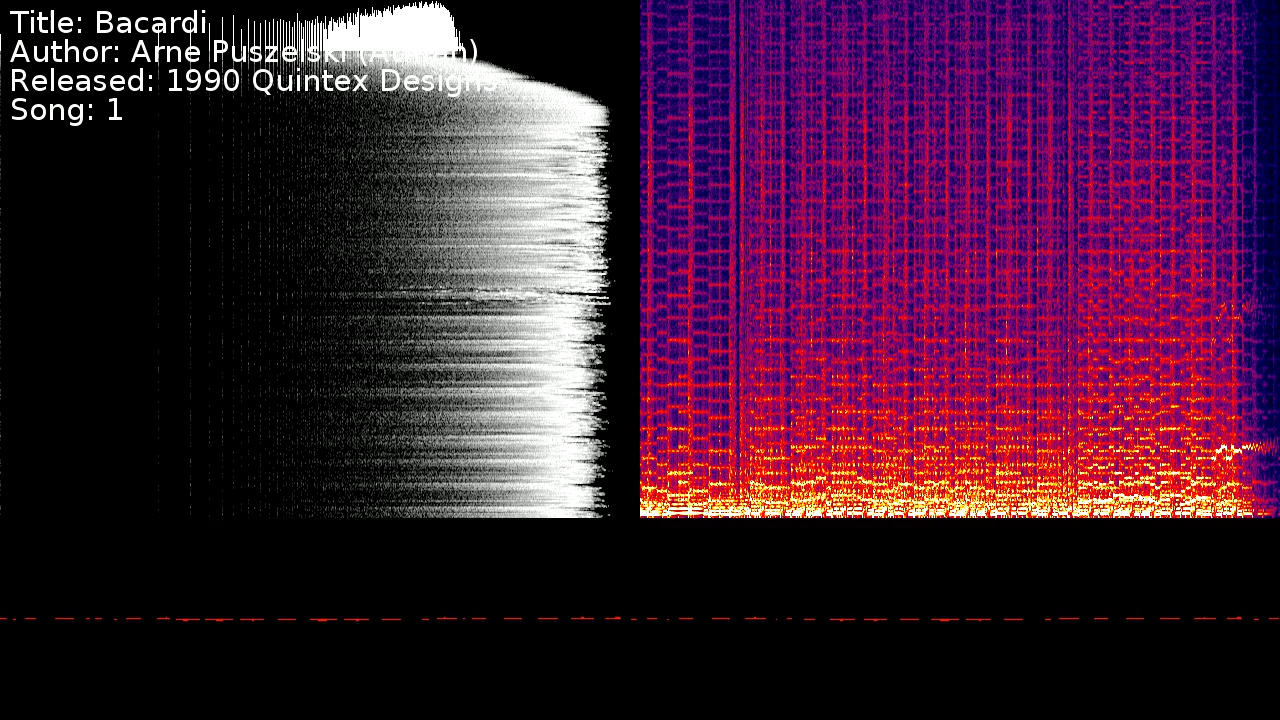 Title: Bacardi
Author: Arne Puszelski
Released: 1990 Quintex Designs
Song: 1